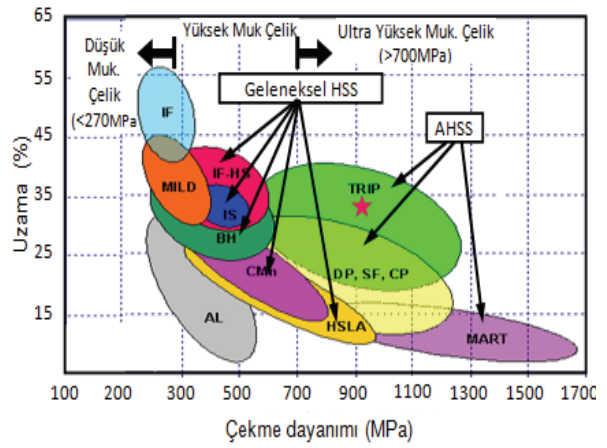 65
55
45
35
25
15
Uzama (%)
Düşük
Muk.
Çelik
(<270MPa
Yüksek Muk Çelik
Ultra Yüksek Muk. Çelik
(>700MPa)
Geleneksel HSS
AHSS
IF
MILD
IF-HS
IS
BH
CMn
AL
HSLA
TRIP
DP, SF, CP
MART
100 200 300 500 700 900 1100 1300 1500 1700
Çekme dayanımı (MPa)